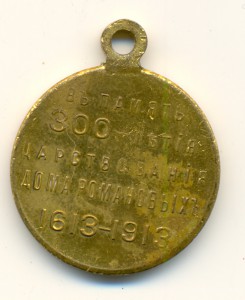 ВЪ ПАМЯТЬ
300-ЛѢТІЯ
ЦАРСТВОВАНІЯ
ДОМА РОМАНОВЫХЪ
1613-1913